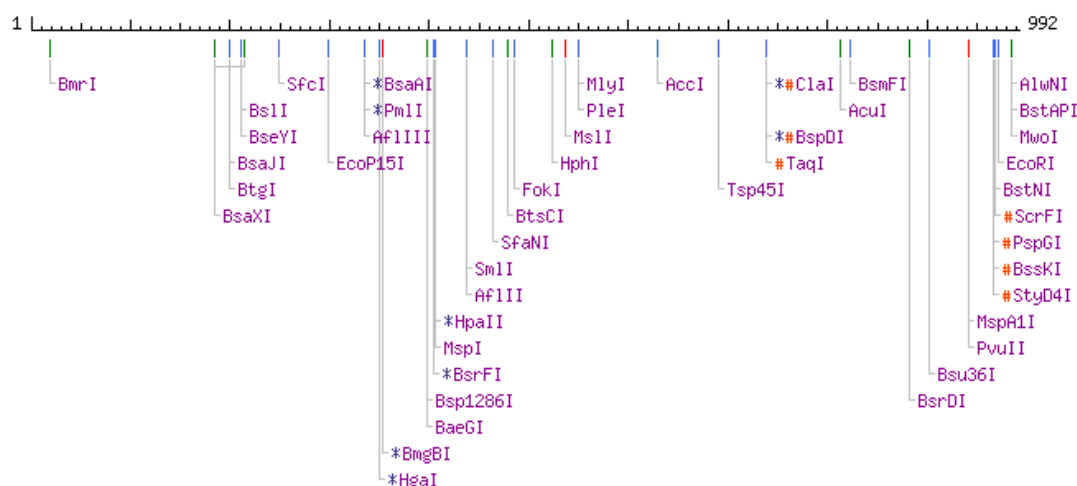 1 992
BmrI SfcI *BsaAI MlyI AccI *#ClaI BsmFI AlwNI
BslI *PmlI PleI AcuI BstAPI
BseYI AflIII MslI *#BspDI MwoI
BsaJI EcoP15I HphI #TaqI EcoRI
BtgI FokI Tsp45I BstNI
BsaXI BtsCI #ScrFI
SfaNI #PspGI
SmlI #BssKI
AflII #StyD4I
*HpaII MspA1I
MspI PvuII
*BsrFI Bsu36I
Bsp1286I BsrDI
BaeGI
*BmgBI
*HgaI